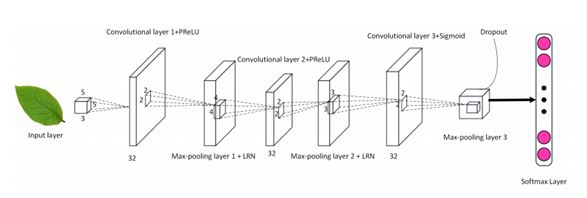 Convolutional layer 1+PReLU
Convolutional layer 2+PReLU
Convolutional layer 3+Sigmoid
Dropout
5
5
3
2
2
4
4
2
2
3
3
2
2
Input layer
32
Max-pooling layer 1 + LRN
32
Max-pooling layer 2 + LRN
32
Max-pooling layer 3
Softmax Layer